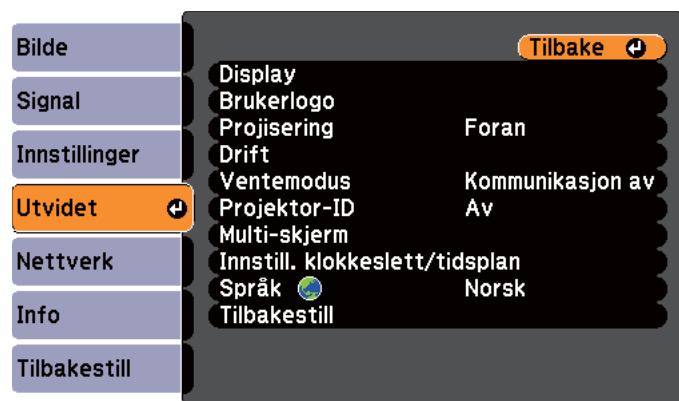 Bilde
Signal
Innstillinger
Utvidet
Nettverk
Info
Tilbakestill
Tilbake
Display
Brukerlogo
Projisering Foran
Drift
Ventemodus Kommunikasjon av
Projektor-ID Av
Multi-skjerm
Innstill. klokkeslett/tidsplan
Språk Norsk
Tilbakestill